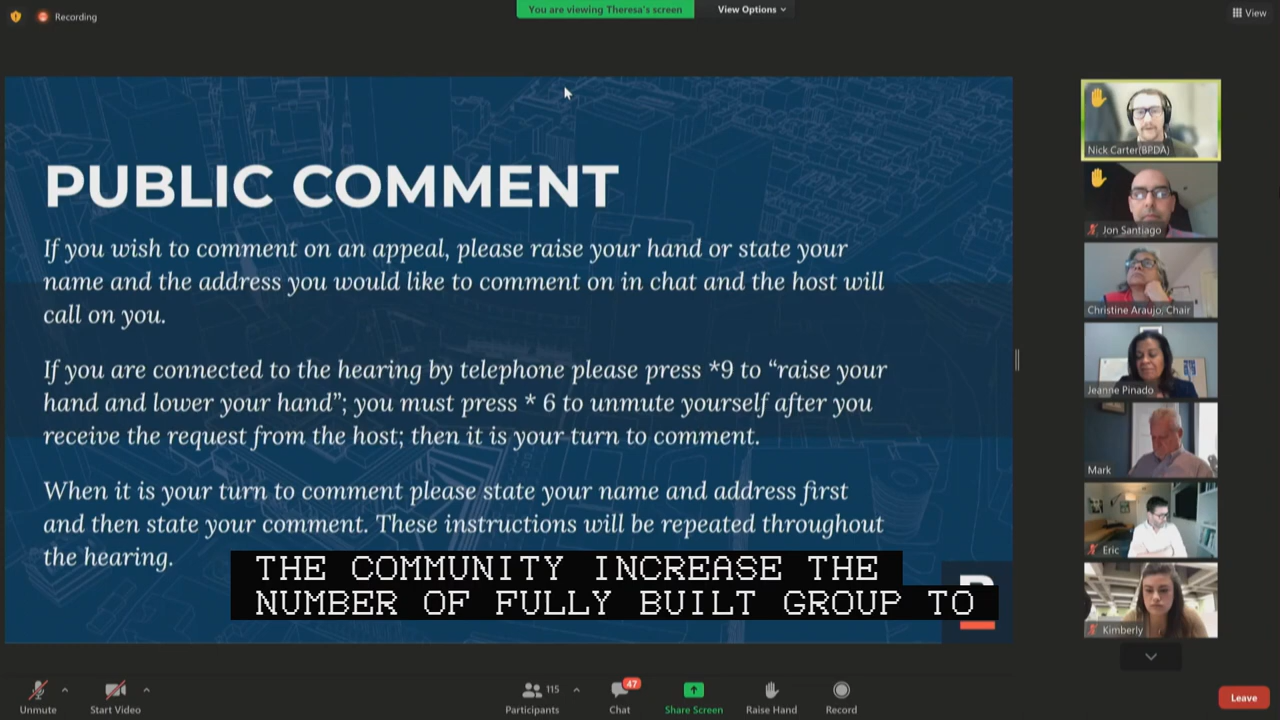 Recording
You are viewing Theresa's screen
View Options
View
PUBLIC COMMENT
If you wish to comment on an appeal, please raise your hand or state your
name and the address you would like to comment on in chat and the host will
call on you.
If you are connected to the hearing by telephone please press *9 to “raise your
hand and lower your hand”; you must press * 6 to unmute yourself after you
receive the request from the host; then it is your turn to comment.
When it is your turn to comment please state your name and address first
and then state your comment. These instructions will be repeated throughout
the hearing.
THE COMMUNITY INCREASE THE
NUMBER OF FULLY BUILT GROUP TO
Nick Carter(BPDA)
Jon Santiago
Christine Araujo, Chair
Jeanne Pinado
Mark
Eric
Kimberly
Unmute
Start Video
115
Participants
47
Chat
Share Screen
Raise Hand
Record
Leave